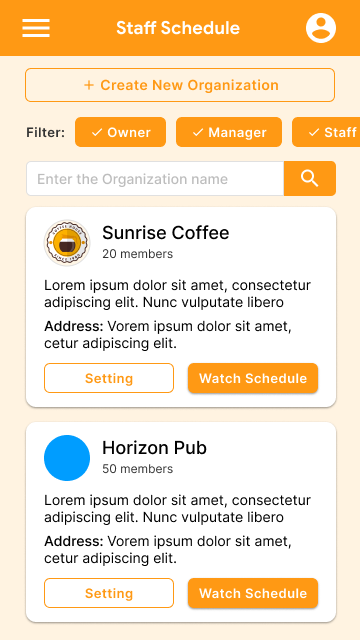 Staff Schedule
+ Create New Organization
Filter:
Owner
Manager
Staff
Enter the Organization name
Sunrise Coffee
20 members
Lorem ipsum dolor sit amet, consectetur
adipiscing elit. Nunc vulputate libero
Address: Vorem ipsum dolor sit amet,
cetur adipiscing elit.
Setting
Watch Schedule
Horizon Pub
50 members
Lorem ipsum dolor sit amet, consectetur
adipiscing elit. Nunc vulputate libero
Address: Vorem ipsum dolor sit amet,
cetur adipiscing elit.
Setting
Watch Schedule